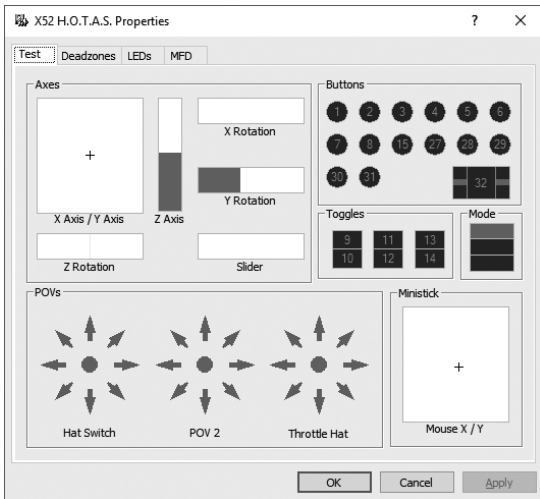 X52 H.O.T.A.S. Properties
?
Test Deadzones LEDs MFD
Axes
X Axis / Y Axis
Z Axis
X Rotation
Y Rotation
Z Rotation
Slider
Buttons
1 2 3 4 5 6
7 8 15 27 28 29
30 31 32
Toggles
9 11 13
10 12 14
Mode
POVs
Hat Switch
POV 2
Throttle Hat
Ministick
Mouse X / Y
OK Cancel Apply